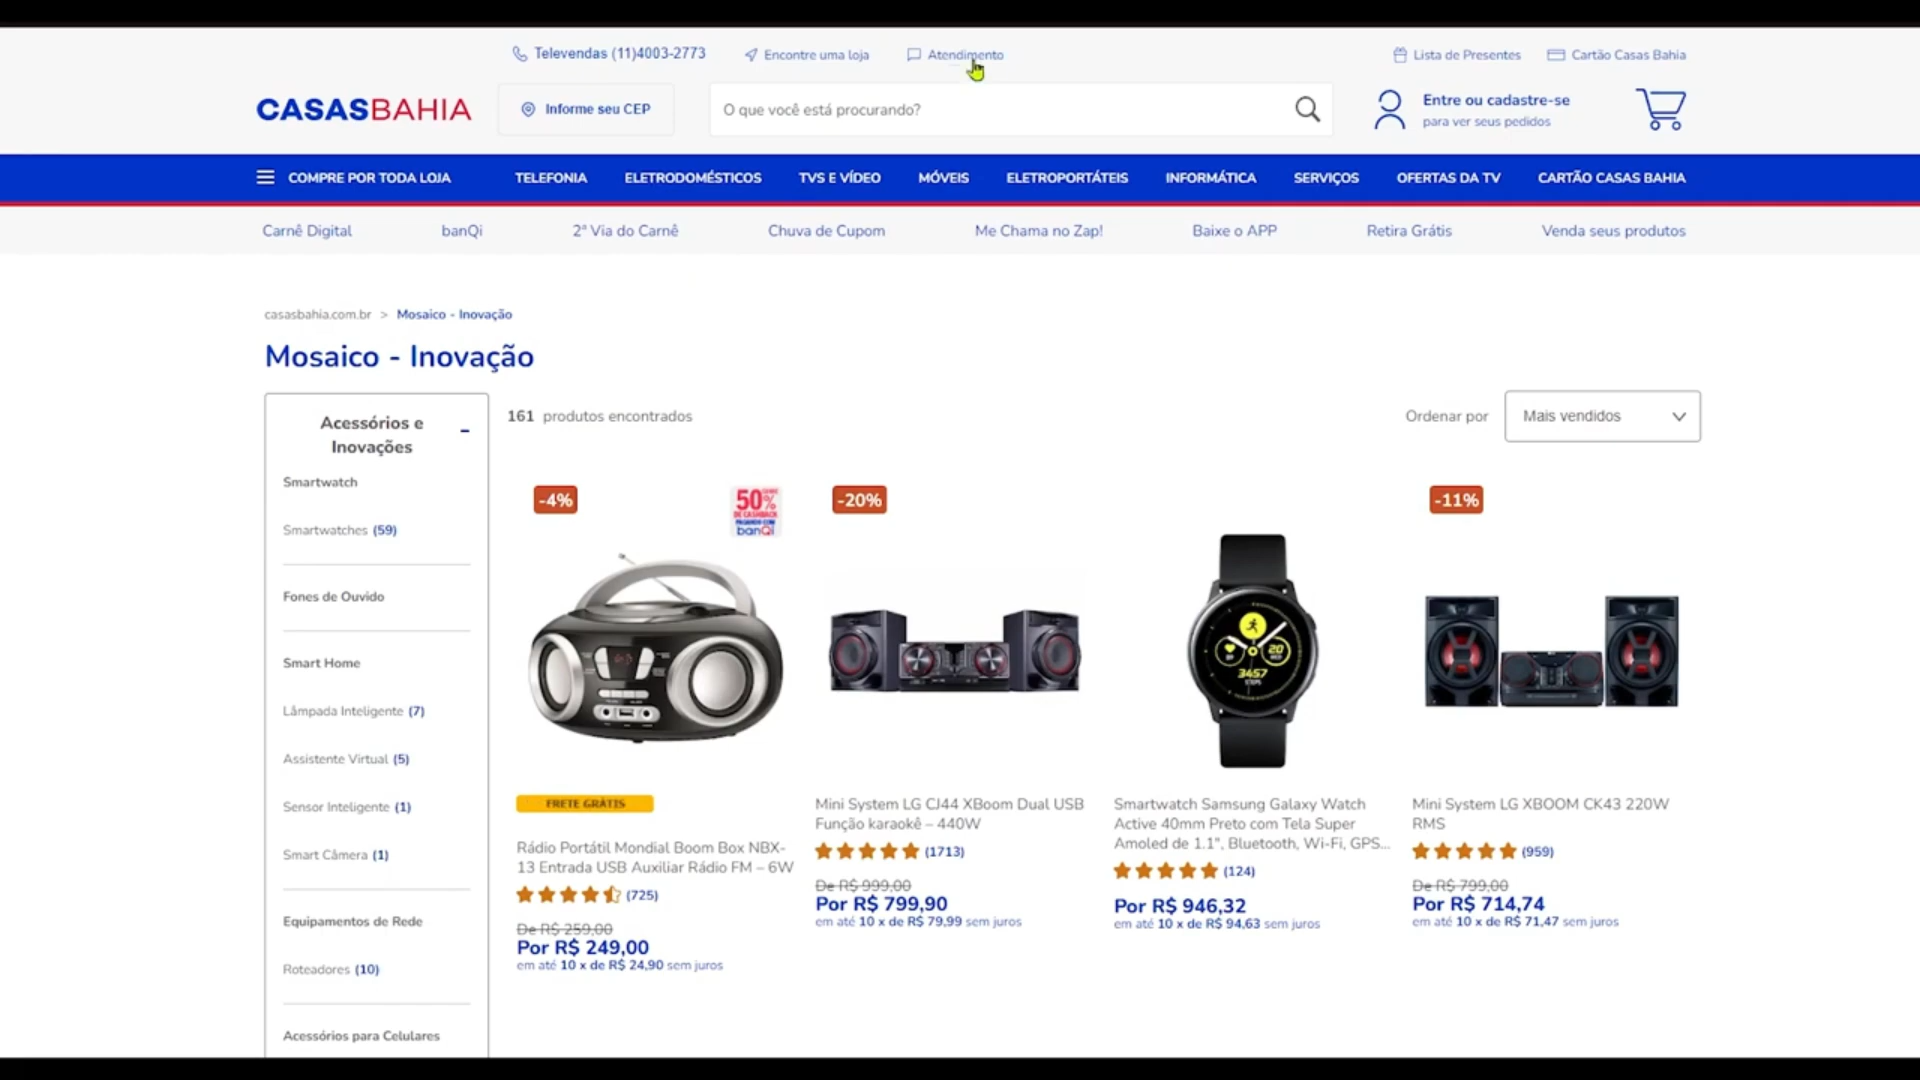 Televendas (11)4003-2773
Encontre uma loja
Atendimento
Lista de Presentes
Cartão Casas Bahia
CASASBAHIA
Informe seu CEP
O que você está procurando?
Entre ou cadastre-se
para ver seus pedidos
COMPRE POR TODA LOJA
TELEFONIA
ELETRODOMÉSTICOS
TVS E VÍDEO
MÓVEIS
ELETROPORTÁTEIS
INFORMÁTICA
SERVIÇOS
OFERTAS DA TV
CARTÃO CASAS BAHIA
Carnê Digital
banQi
2ª Via do Carnê
Chuva de Cupom
Me Chama no Zap!
Baixe o APP
Retira Grátis
Venda seus produtos
casasbahia.com.br > Mosaico - Inovação
Mosaico - Inovação
Acessórios e
Inovações
-
Smartwatch
Smartwatches (59)
Fones de Ouvido
Smart Home
Lâmpada Inteligente (7)
Assistente Virtual (5)
Sensor Inteligente (1)
Smart Câmera (1)
Equipamentos de Rede
Roteadores (10)
Acessórios para Celulares
161 produtos encontrados
Ordenar por
Mais vendidos
-4%
50%
DE CASHBACK
PAGANDO COM
banQi
FRETE GRÁTIS
Rádio Portátil Mondial Boom Box NBX-
13 Entrada USB Auxiliar Rádio FM – 6W
(725)
De R$ 259,00
Por R$ 249,00
em até 10 x de R$ 24,90 sem juros
-20%
Mini System LG CJ44 XBoom Dual USB
Função karaokê – 440W
(1713)
De R$ 999,00
Por R$ 799,90
em até 10 x de R$ 79,99 sem juros
20
3457
STEPS
Smartwatch Samsung Galaxy Watch
Active 40mm Preto com Tela Super
Amoled de 1.1", Bluetooth, Wi-Fi, GPS...
(124)
Por R$ 946,32
em até 10 x de R$ 94,63 sem juros
-11%
Mini System LG XBOOM CK43 220W
RMS
(959)
De R$ 799,00
Por R$ 714,74
em até 10 x de R$ 71,47 sem juros